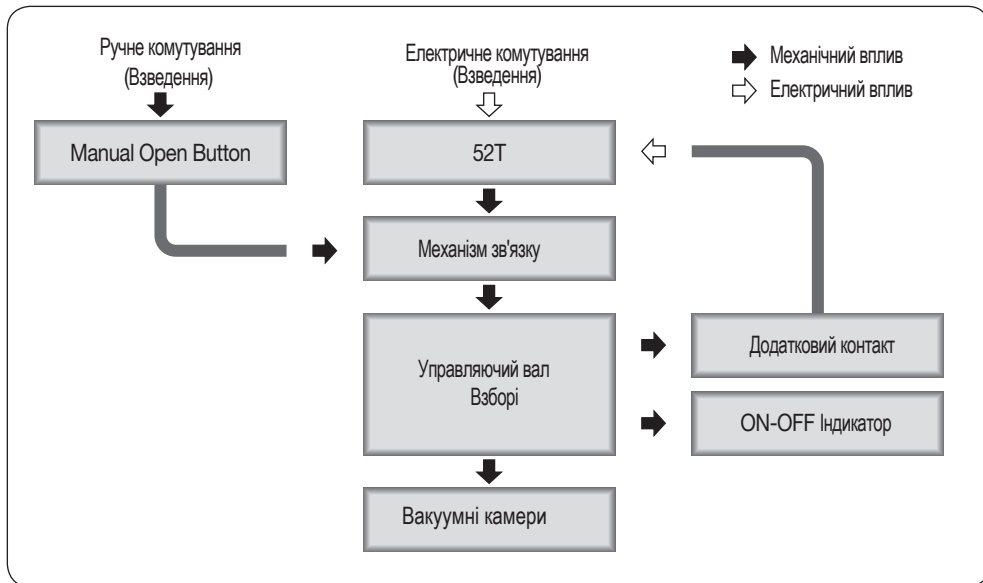 Ручне комутування
(Взведення)
Електричне комутування
(Взведення)
Механічний вплив
Електричний вплив
Manual Open Button
52T
Механізм зв'язку
Управляючий вал
Взборі
Додатковий контакт
ON-OFF Індикатор
Вакуумні камери